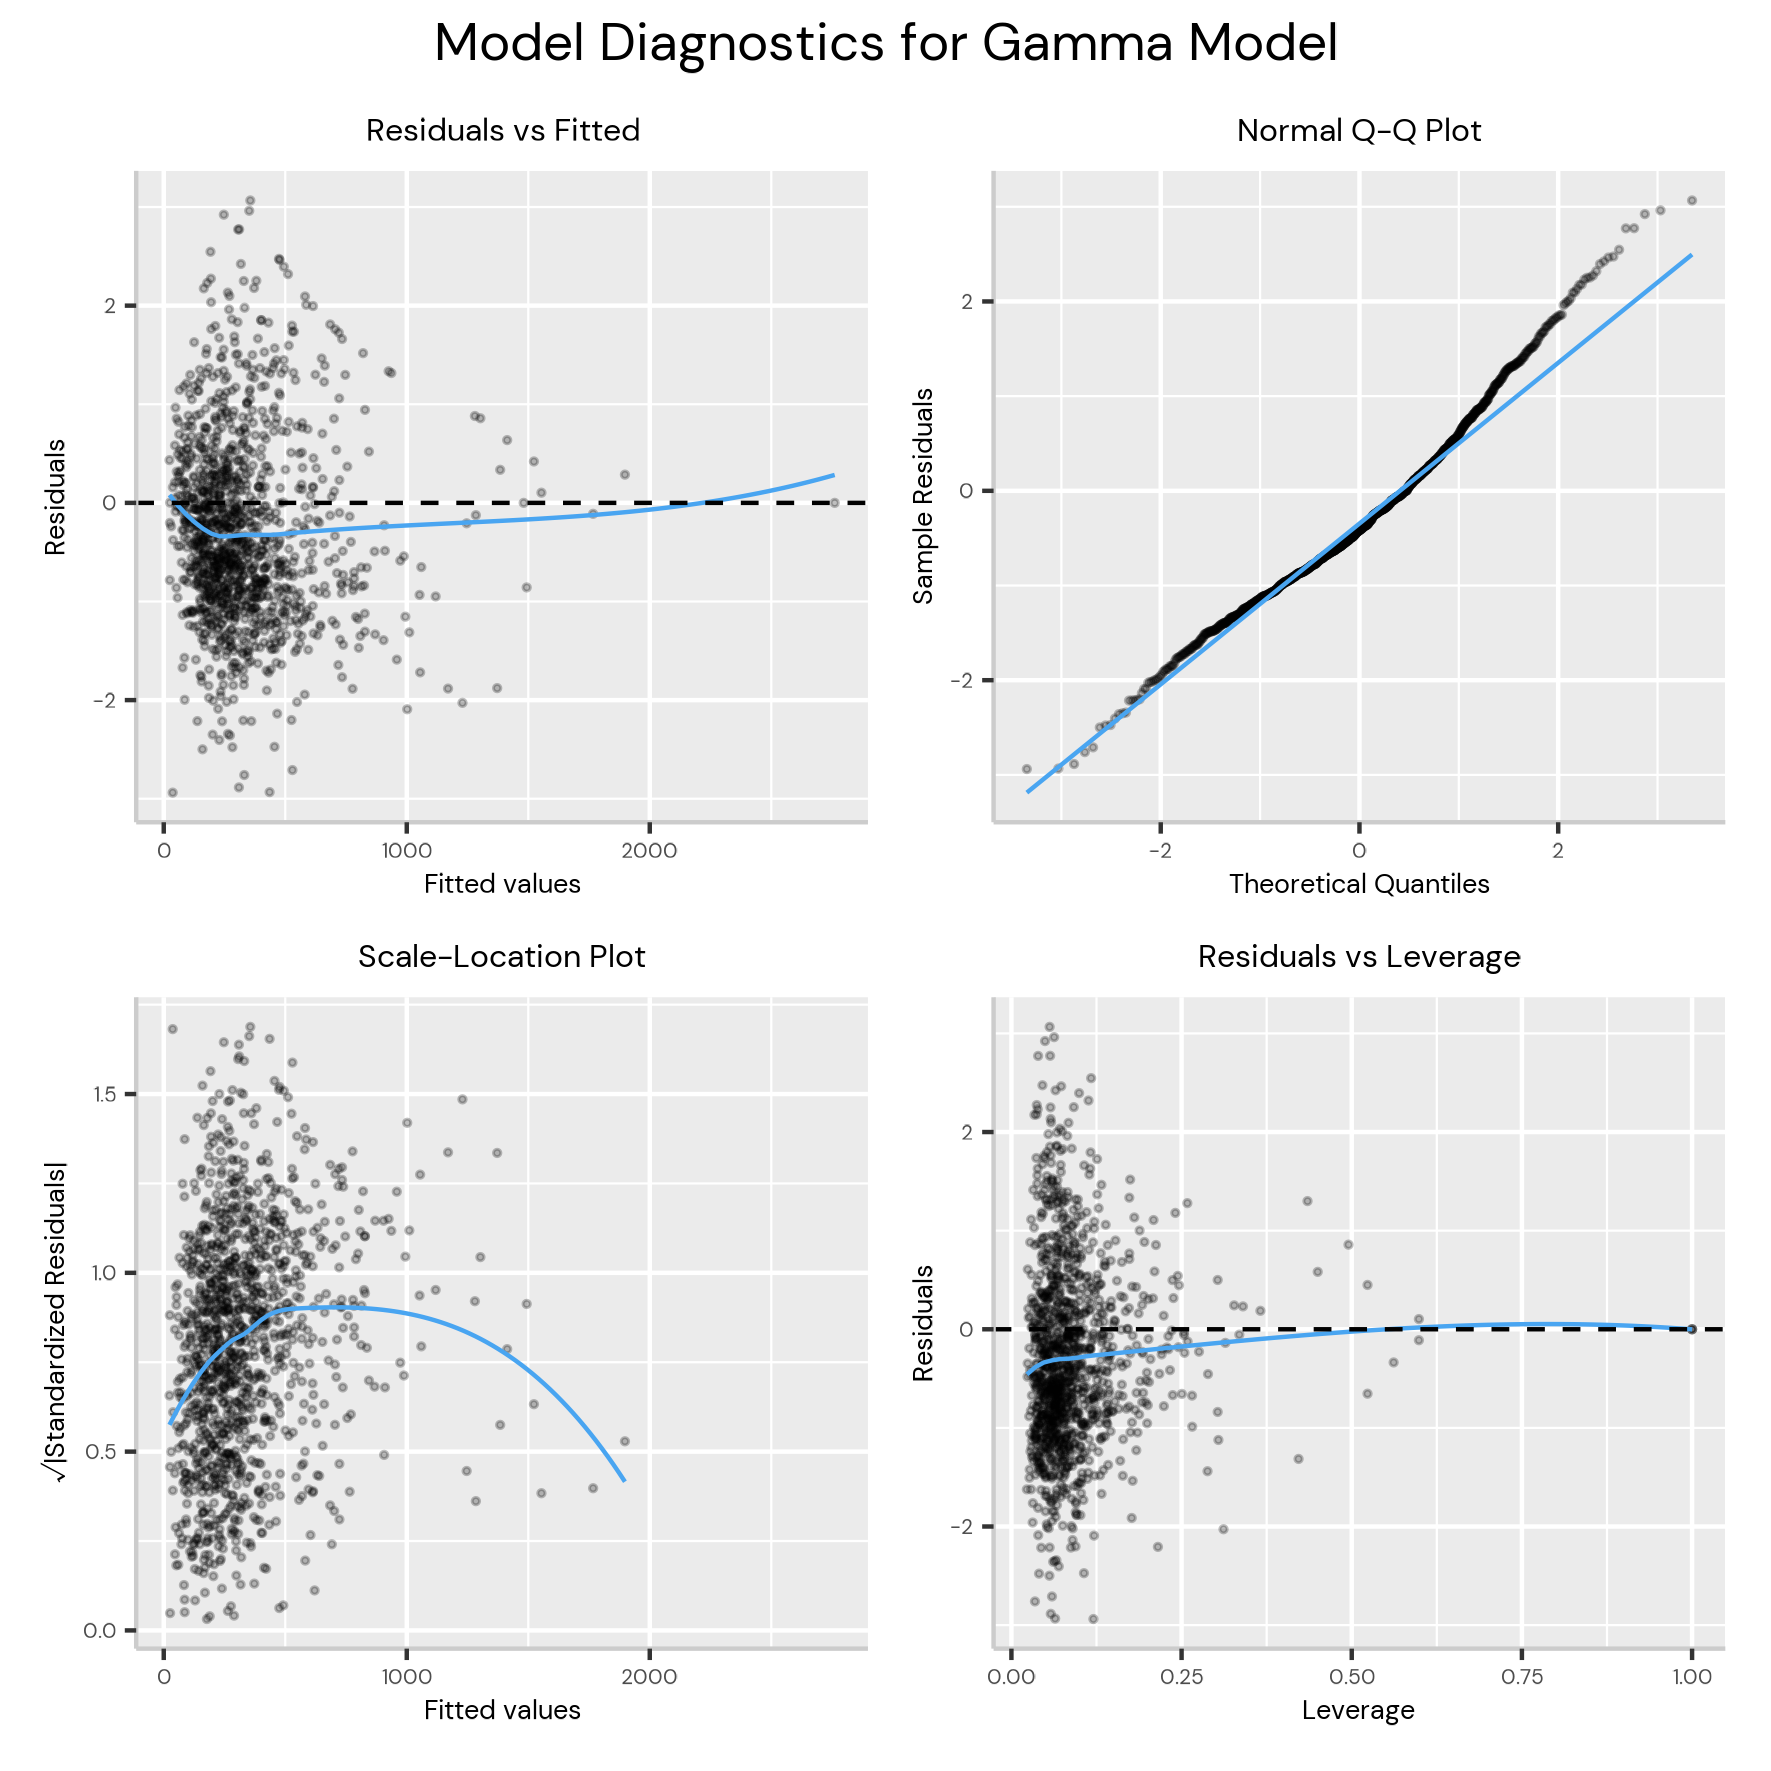 Model Diagnostics for Gamma Model
Residuals vs Fitted
Residuals
2
0
−2
0 1000 2000
Fitted values
Normal Q−Q Plot
Sample Residuals
2
0
−2
−2 0 2
Theoretical Quantiles
Scale−Location Plot
√|Standardized Residuals|
1.5
1.0
0.5
0.0
0 1000 2000
Fitted values
Residuals vs Leverage
Residuals
2
0
−2
0.00 0.25 0.50 0.75 1.00
Leverage